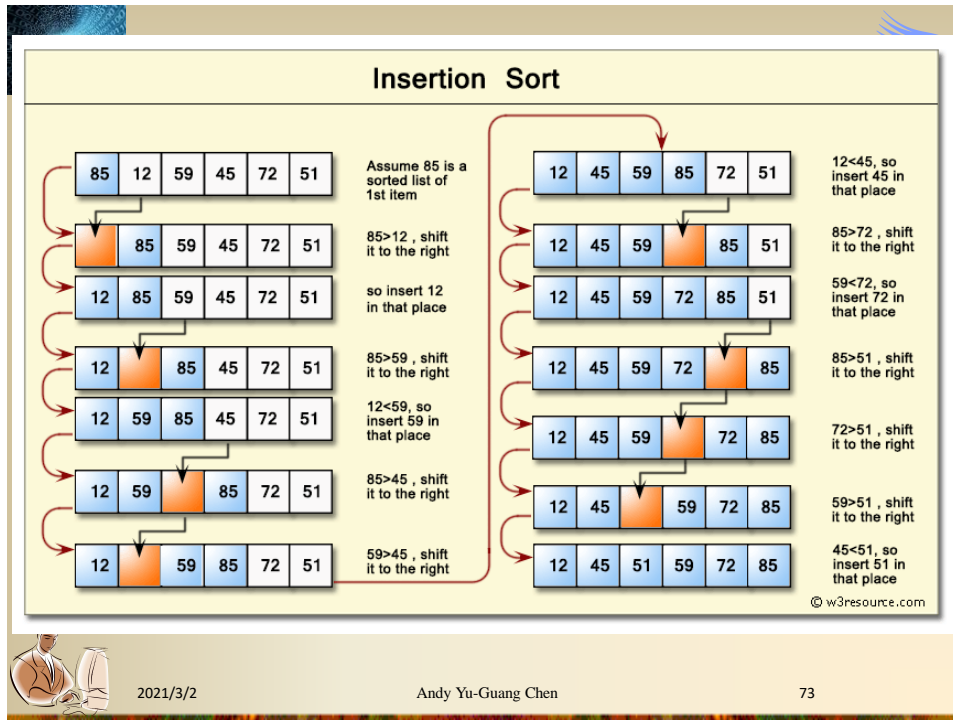 Insertion Sort
85 12 59 45 72 51
Assume 85 is a
sorted list of
1st item
85 59 45 72 51
85>12 , shift
it to the right
12 85 59 45 72 51
so insert 12
in that place
12 85 45 72 51
85>59 , shift
it to the right
12 59 85 45 72 51
12<59, so
insert 59 in
that place
12 59 85 72 51
85>45 , shift
it to the right
12 59 85 72 51
59>45 , shift
it to the right
12 45 59 85 72 51
12<45, so
insert 45 in
that place
12 45 59 85 51
85>72 , shift
it to the right
12 45 59 72 85 51
59<72, so
insert 72 in
that place
12 45 59 72 85
85>51 , shift
it to the right
12 45 59 72 85
72>51 , shift
it to the right
12 45 59 72 85
59>51 , shift
it to the right
12 45 51 59 72 85
45<51, so
insert 51 in
that place
© w3resource.com
2021/3/2 Andy Yu-Guang Chen 73